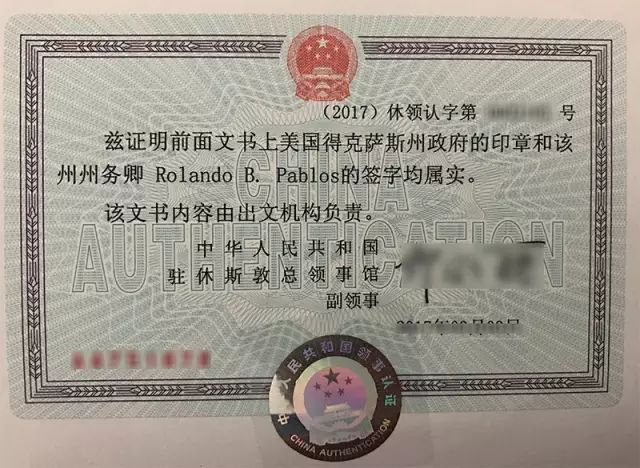 （2017）休领认字第 号
兹证明前面文书上美国得克萨斯州政府的印章和该
州州务卿 Rolando B. Pablos的签字均属实。
该文书内容由出文机构负责。
CHINA
AUTHENTICATION
中华人民共和国
驻休斯敦总领事馆
副领事
中华人民共和国领事认证
CHINA AUTHENTICATION